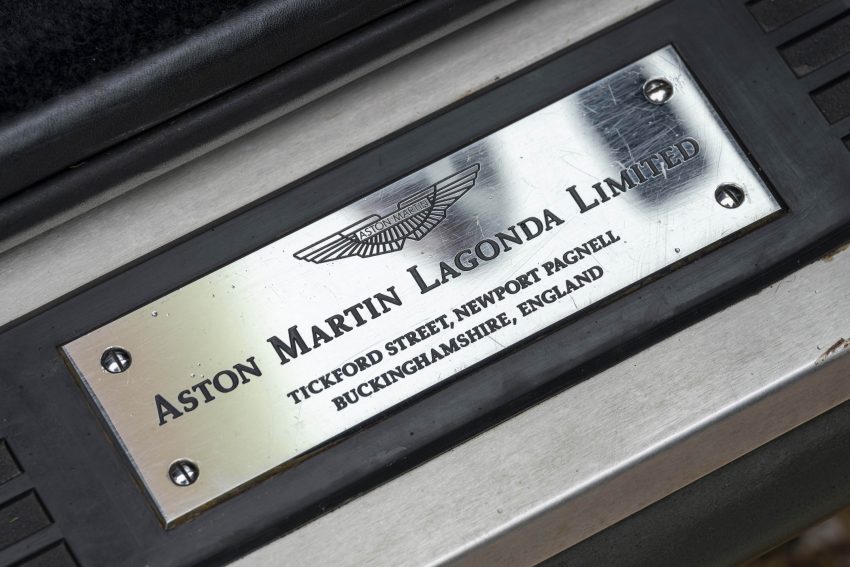 ASTON MARTIN
ASTON MARTIN LAGONDA LIMITED
TICKFORD STREET, NEWPORT PAGNELL
BUCKINGHAMSHIRE, ENGLAND